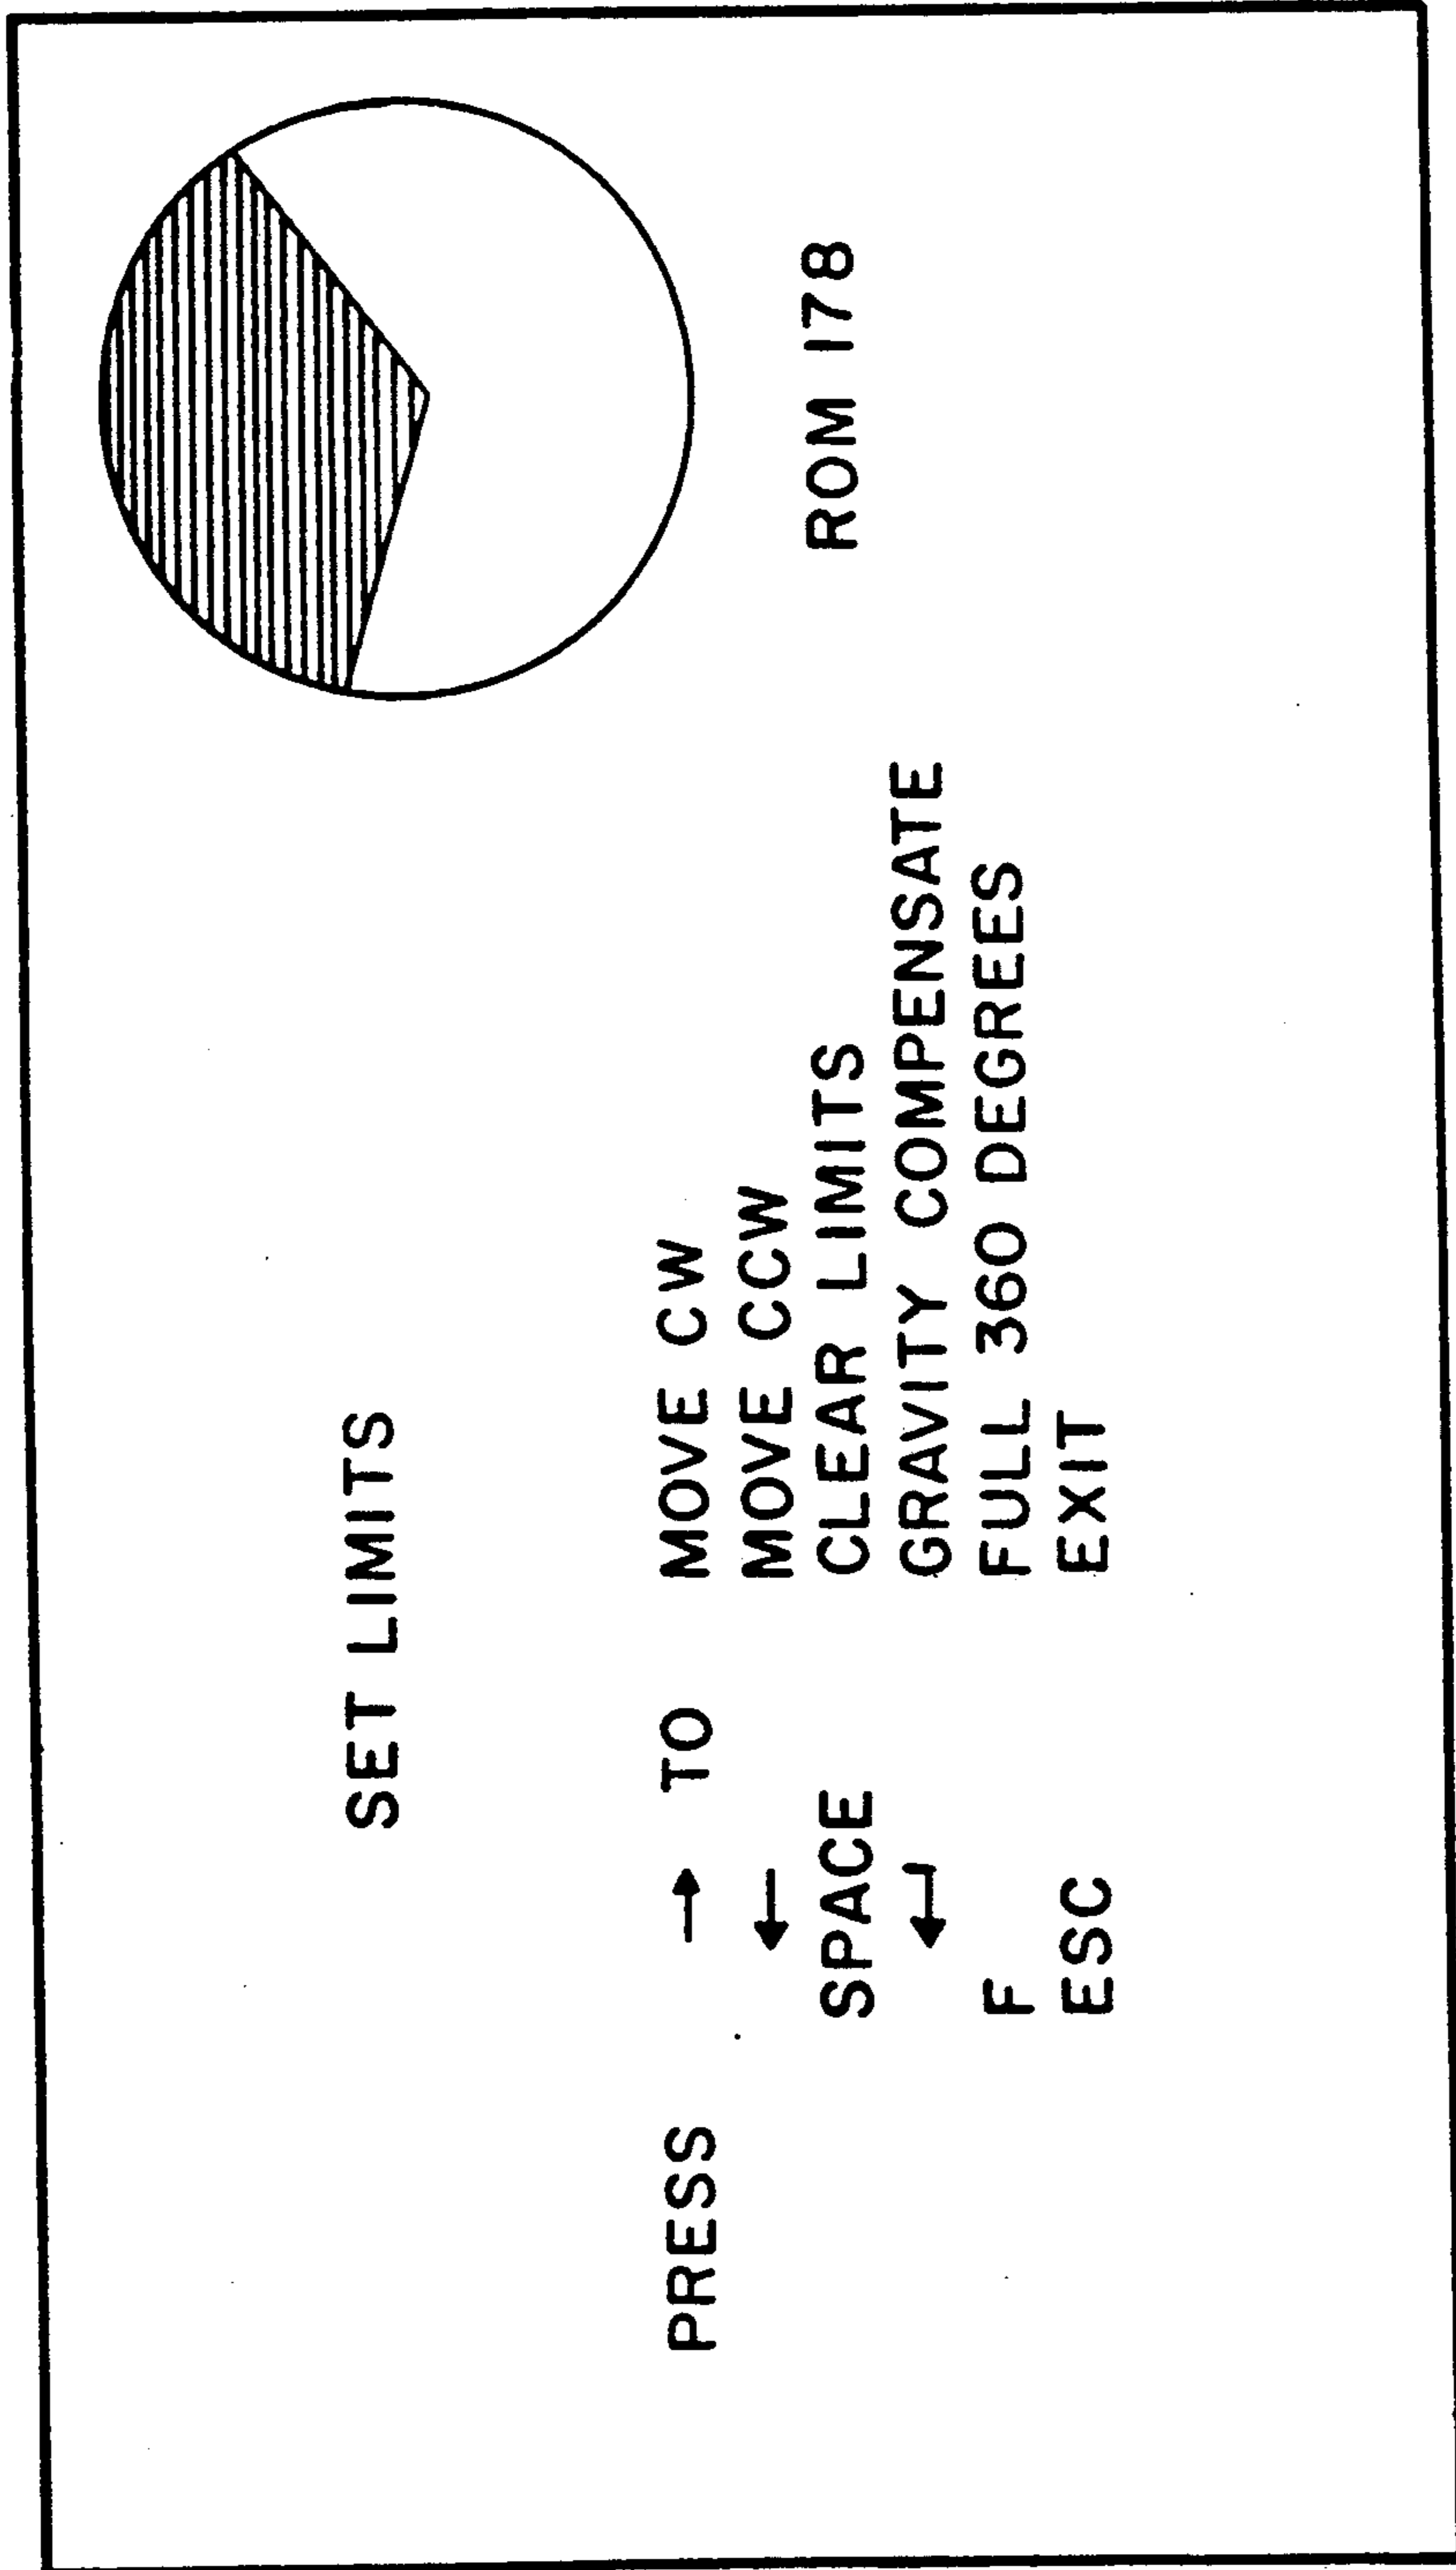 SET LIMITS
PRESS → TO MOVE CW
← MOVE CCW
SPACE CLEAR LIMITS
↵ GRAVITY COMPENSATE
F FULL 360 DEGREES
ESC EXIT
ROM 178